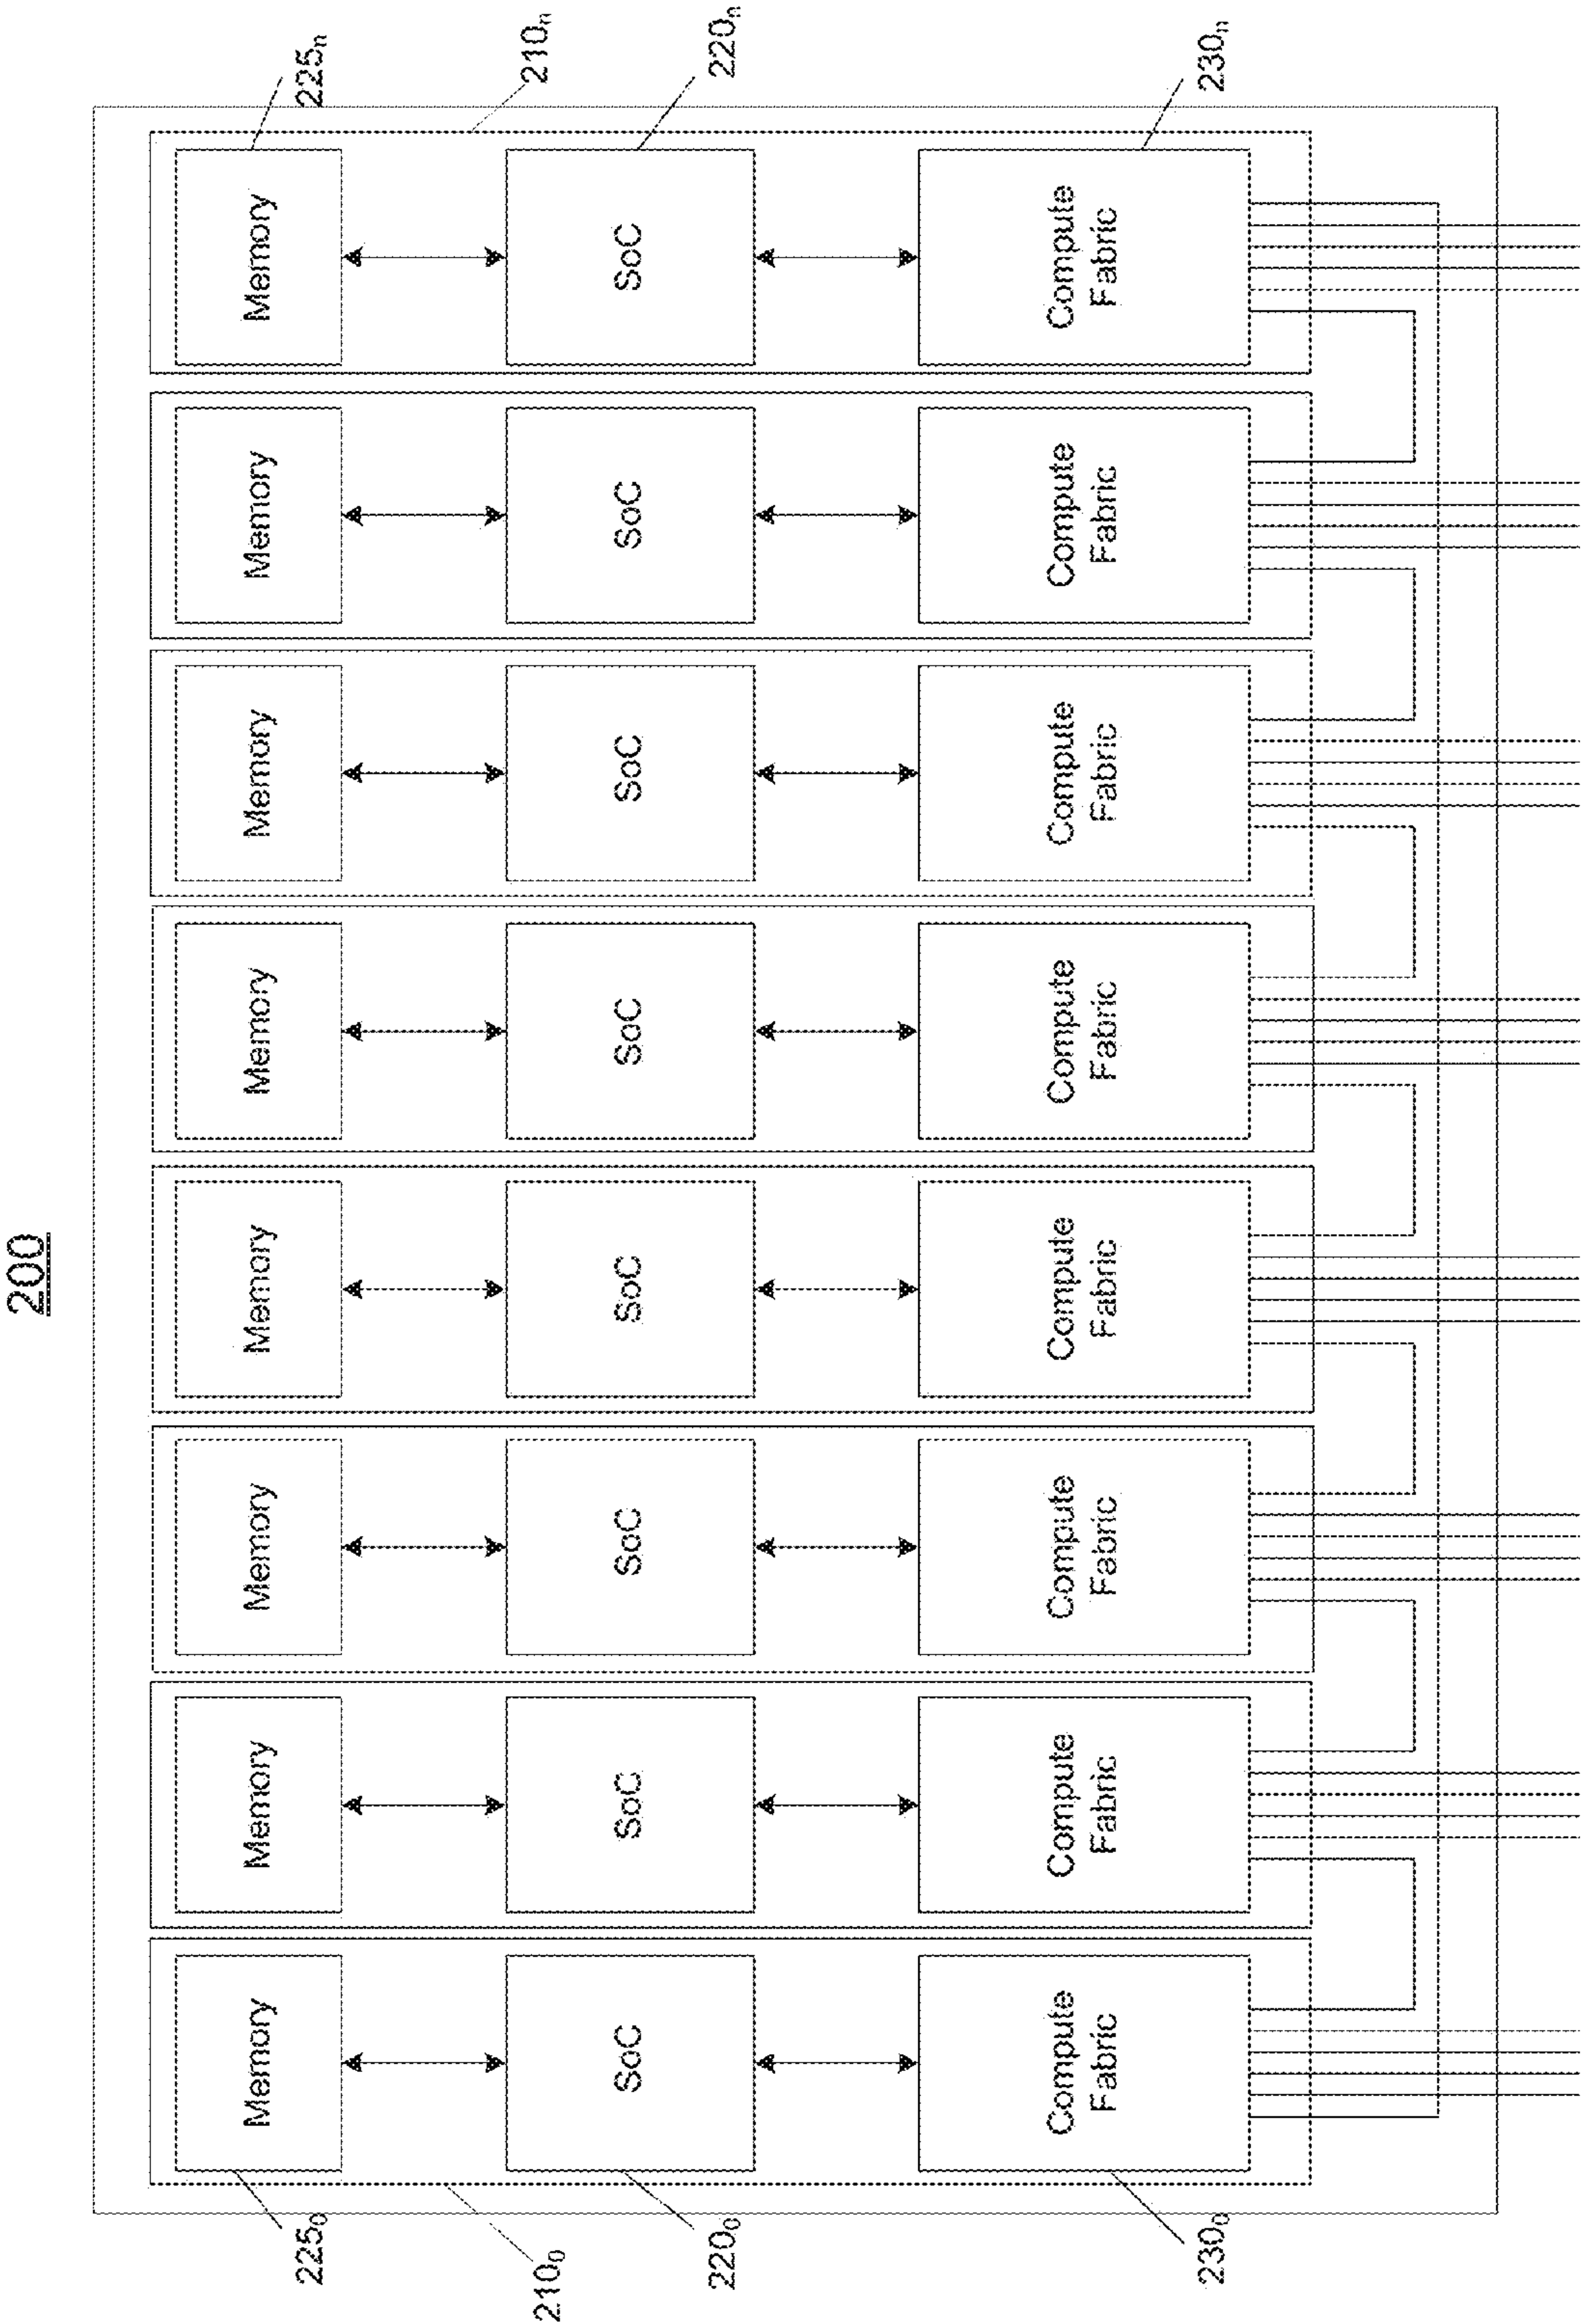 200
Memory
Memory
Memory
Memory
Memory
Memory
Memory
Memory
225₀
225ₙ
210₀
210ₙ
SoC
SoC
SoC
SoC
SoC
SoC
SoC
SoC
220₀
220ₙ
Compute
Fabric
Compute
Fabric
Compute
Fabric
Compute
Fabric
Compute
Fabric
Compute
Fabric
Compute
Fabric
Compute
Fabric
230₀
230ₙ